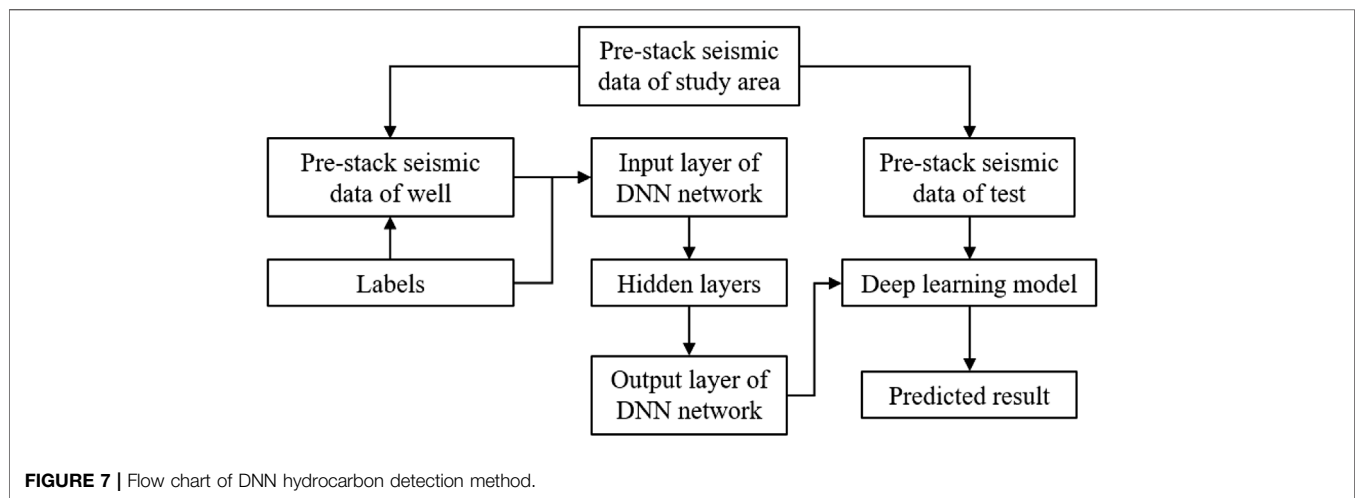 Pre-stack seismic
data of study area
Pre-stack seismic
data of well
Input layer of
DNN network
Pre-stack seismic
data of test
Labels
Hidden layers
Deep learning model
Output layer of
DNN network
Predicted result
FIGURE 7 | Flow chart of DNN hydrocarbon detection method.